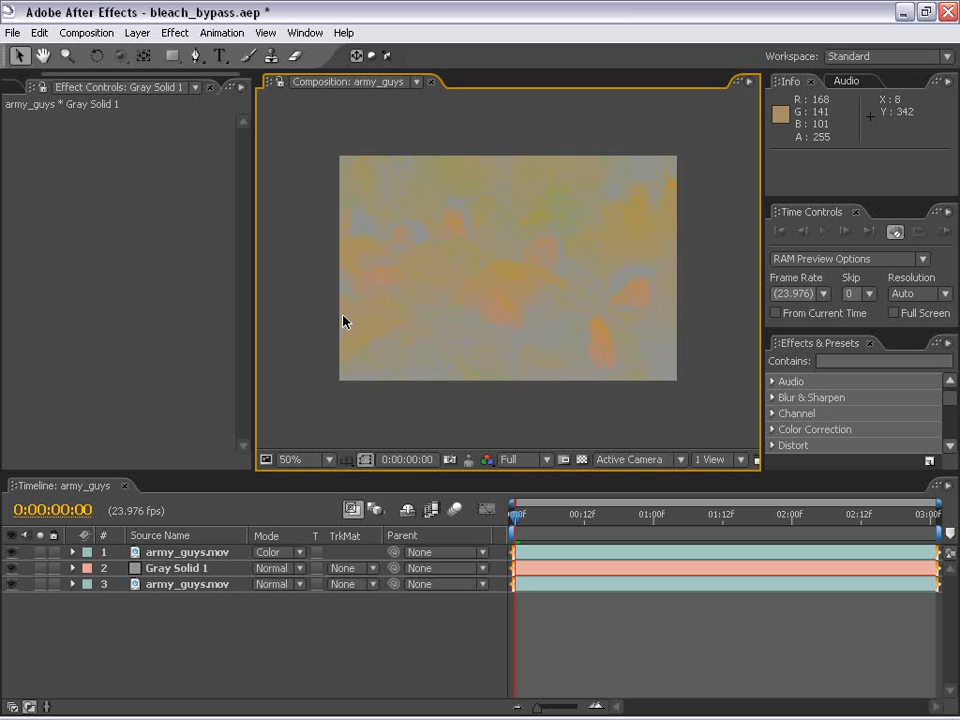 Adobe After Effects - bleach_bypass.aep *
File Edit Composition Layer Effect Animation View Window Help
Workspace: Standard
Effect Controls: Gray Solid 1
army_guys * Gray Solid 1
Composition: army_guys
Info Audio
R: 168
G: 141
B: 101
A: 255
X: 8
Y: 342
Time Controls
RAM Preview Options
Frame Rate Skip Resolution
(23.976) 0 Auto
From Current Time Full Screen
Effects & Presets
Contains:
Audio
Blur & Sharpen
Channel
Color Correction
Distort
50% 0:00:00:00 Full Active Camera 1 View
Timeline: army_guys
0:00:00:00 (23.976 fps)
00:12F 01:00F 01:12F 02:00F 02:12F 03:00F
# Source Name Mode T TrkMat Parent
1 army_guys.mov Color None
2 Gray Solid 1 Normal None None
3 army_guys.mov Normal None None